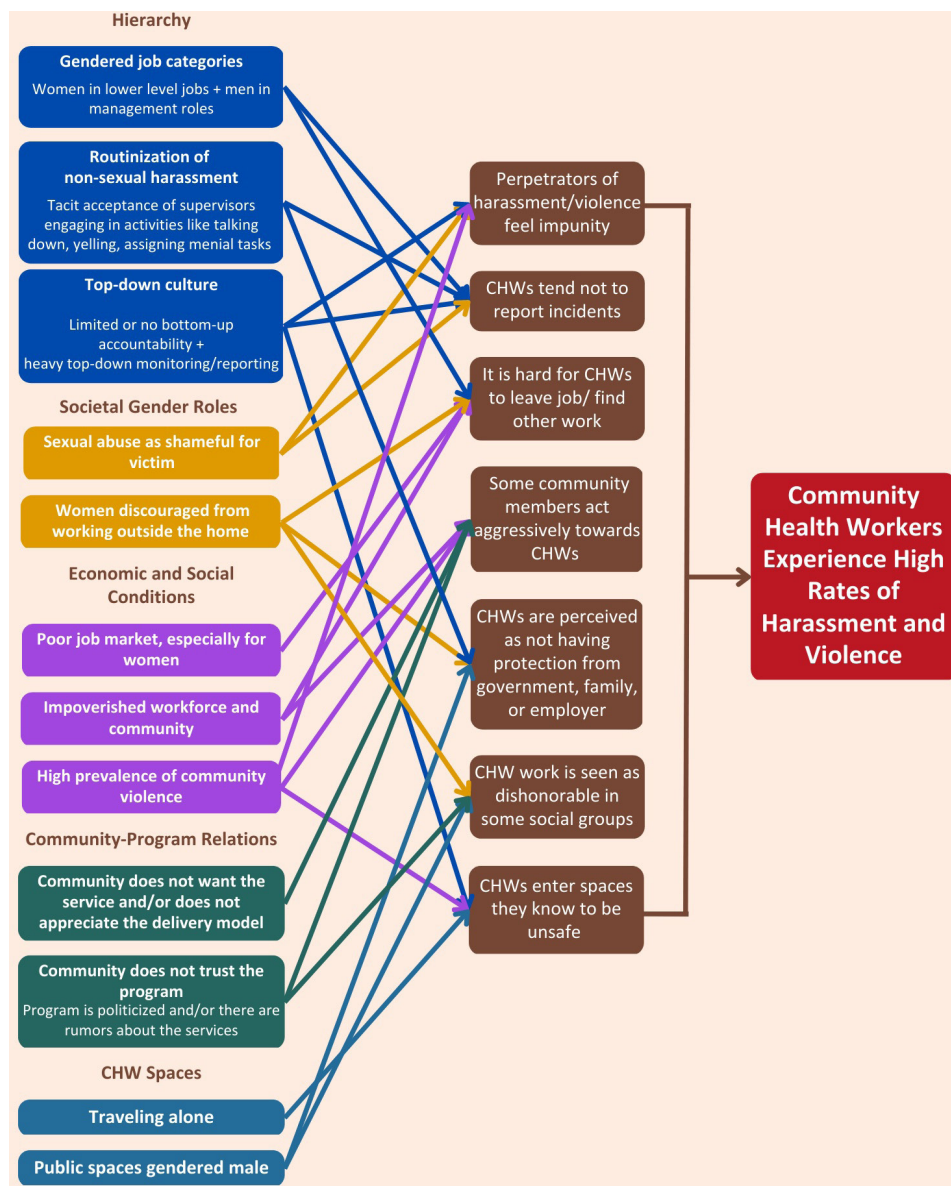 Hierarchy
Gendered job categories
Women in lower level jobs + men in
management roles
Routinization of
non-sexual harassment
Tacit acceptance of supervisors
engaging in activities like talking
down, yelling, assigning menial tasks
Top-down culture
Limited or no bottom-up
accountability +
heavy top-down monitoring/reporting
Societal Gender Roles
Sexual abuse as shameful for
victim
Women discouraged from
working outside the home
Economic and Social
Conditions
Poor job market, especially for
women
Impoverished workforce and
community
High prevalence of community
violence
Community-Program Relations
Community does not want the
service and/or does not
appreciate the delivery model
Community does not trust the
program
Program is politicized and/or there are
rumors about the services
CHW Spaces
Traveling alone
Public spaces gendered male
Perpetrators of
harassment/violence
feel impunity
CHWs tend not to
report incidents
It is hard for CHWs
to leave job/ find
other work
Some community
members act
aggressively towards
CHWs
CHWs are perceived
as not having
protection from
government, family,
or employer
CHW work is seen as
dishonorable in
some social groups
CHWs enter spaces
they know to be
unsafe
Community
Health Workers
Experience High
Rates of
Harassment and
Violence